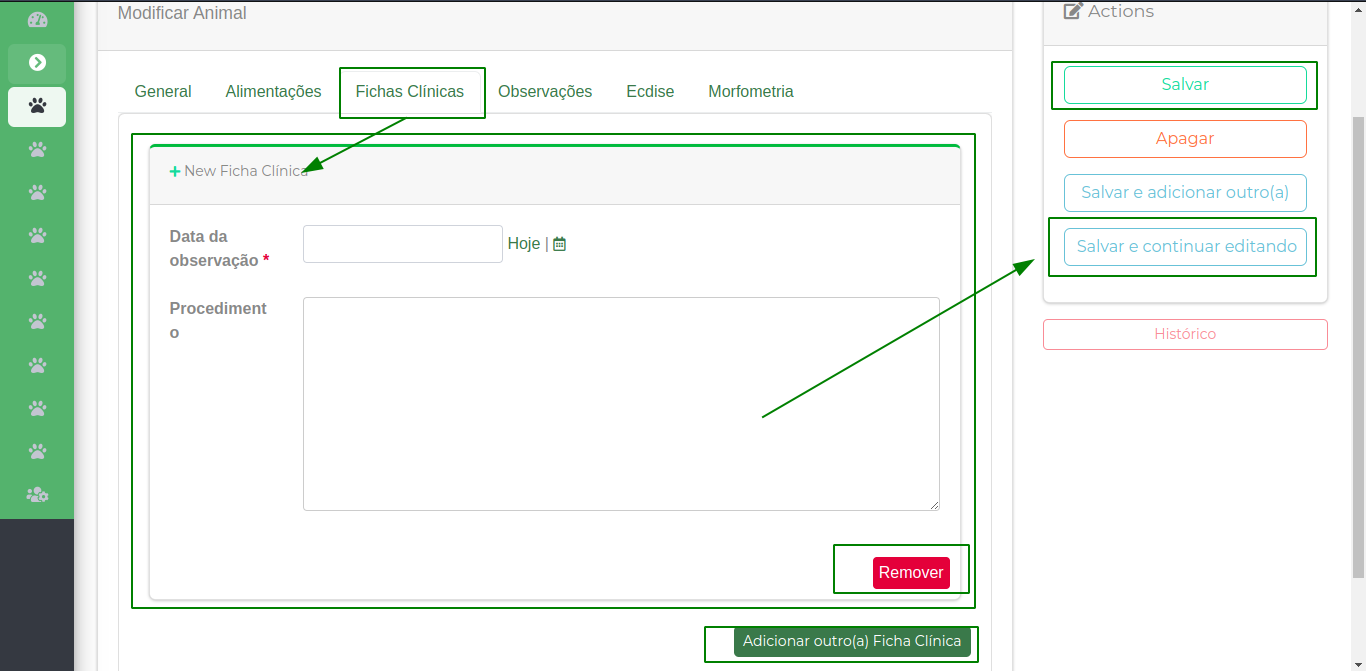 Modificar Animal
General Alimentações Fichas Clínicas Observações Ecdise Morfometria
New Ficha Clínica
Data da
observação *
Hoje |
Procediment
o
Remover
Adicionar outro(a) Ficha Clínica
Actions
Salvar
Apagar
Salvar e adicionar outro(a)
Salvar e continuar editando
Histórico